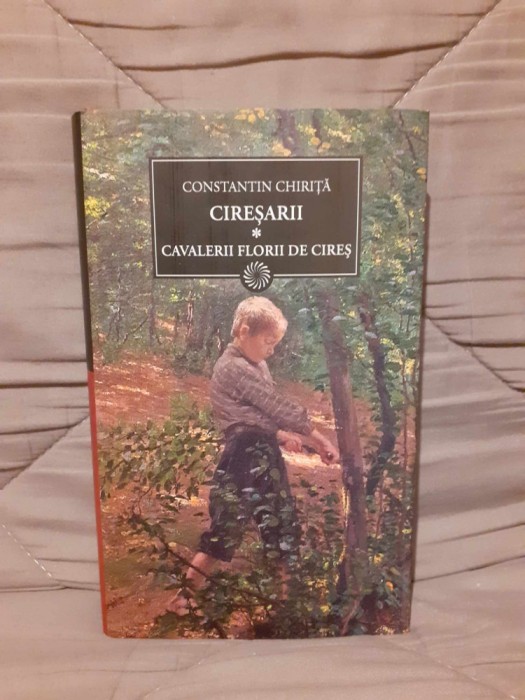 CONSTANTIN CHIRIȚĂ
CIREȘARII
*
CAVALERII FLORII DE CIREȘ